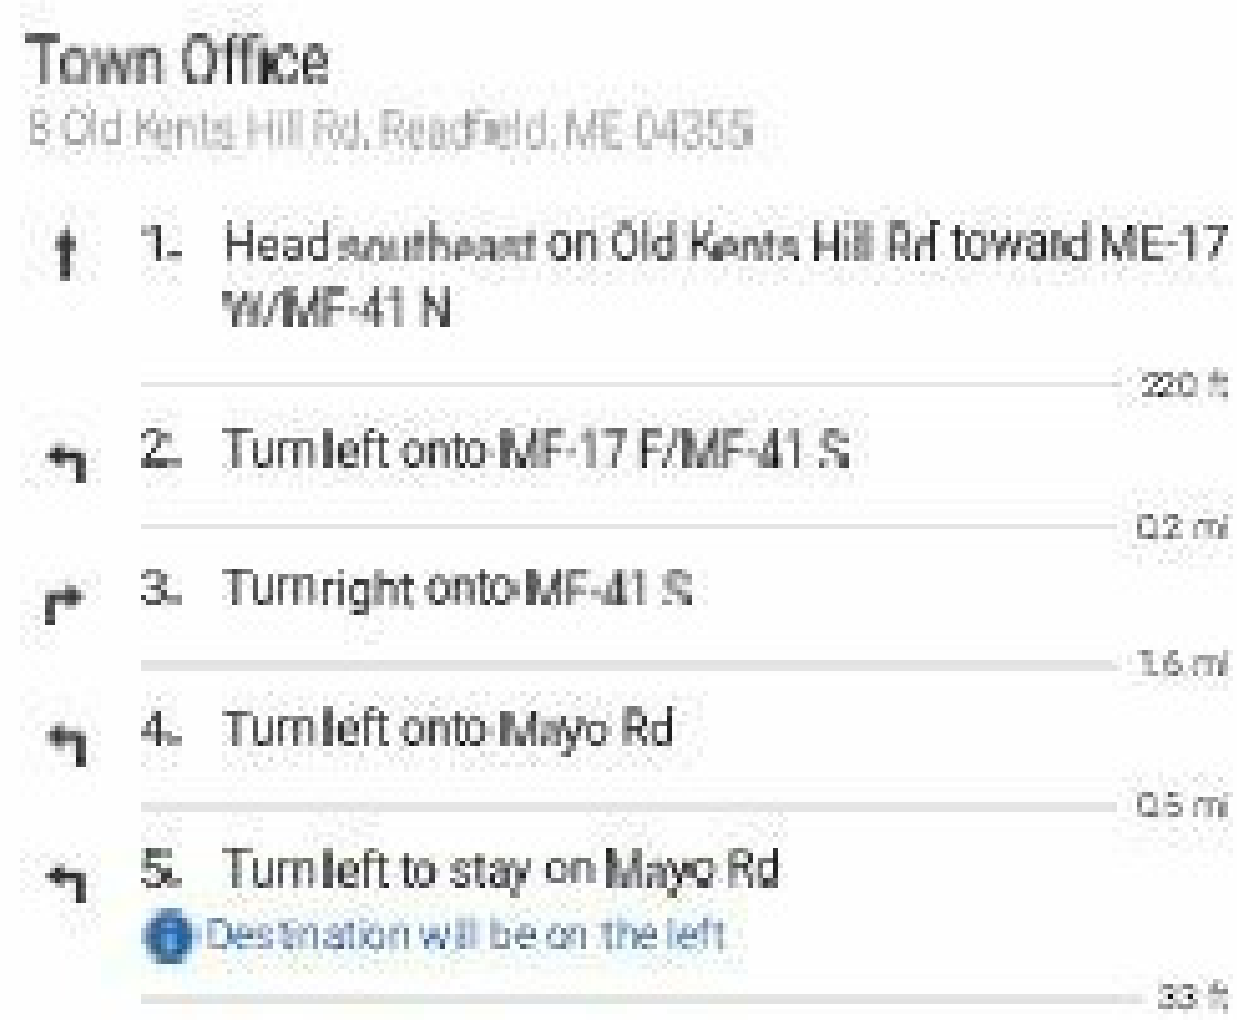 Town Office
8 Old Kents Hill Rd, Readfield, ME 04355
1. Head southeast on Old Kents Hill Rd toward ME-17
W/ME-41 N
220 ft
2. Turn left onto ME-17 E/ME-41 S
0.2 mi
3. Turn right onto ME-41 S
1.6 mi
4. Turn left onto Mayo Rd
0.5 mi
5. Turn left to stay on Mayo Rd
Destination will be on the left
33 ft